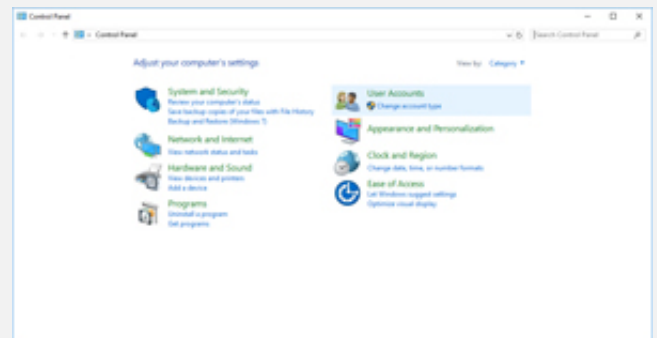 Control Panel
Control Panel
Search Control Panel
Adjust your computer's settings
View by: Category
System and Security
Review your computer's status
Save backup copies of your files with File History
Backup and Restore (Windows 7)
Network and Internet
View network status and tasks
Hardware and Sound
View devices and printers
Add a device
Programs
Uninstall a program
Get programs
User Accounts
Change account type
Appearance and Personalization
Clock and Region
Change date, time, or number formats
Ease of Access
Let Windows suggest settings
Optimize visual display